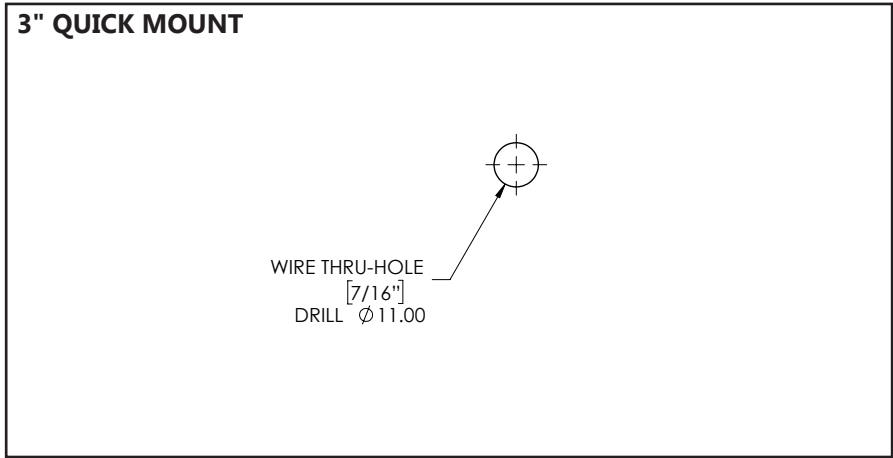 3" QUICK MOUNT
WIRE THRU-HOLE
[7/16”]
DRILL ∅11.00